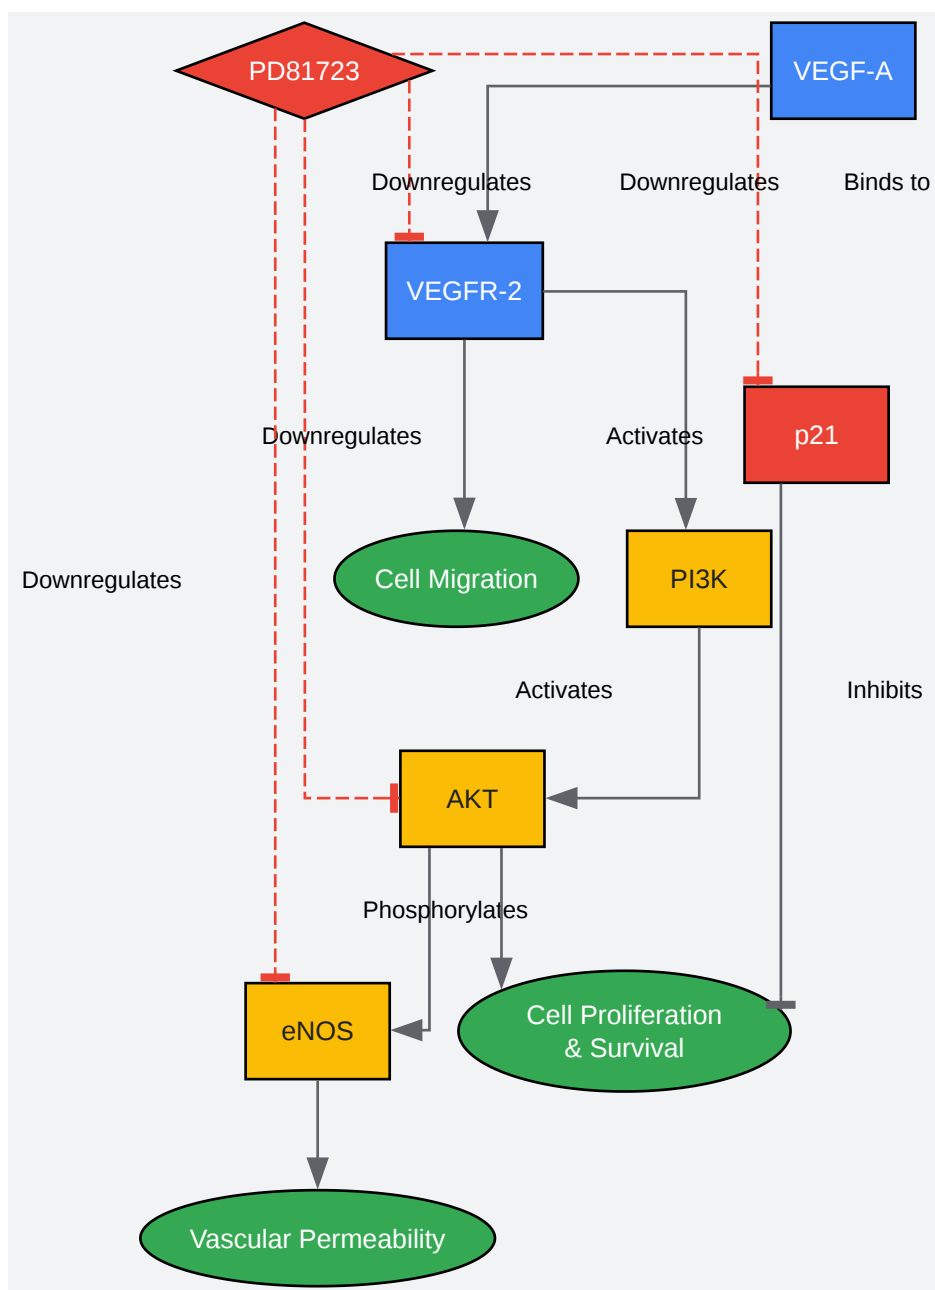 PD81723
VEGF-A
Downregulates
Downregulates
Binds to
VEGFR-2
Downregulates
Activates
p21
Cell Migration
PI3K
Downregulates
Activates
Inhibits
AKT
Phosphorylates
eNOS
Cell Proliferation
& Survival
Vascular Permeability